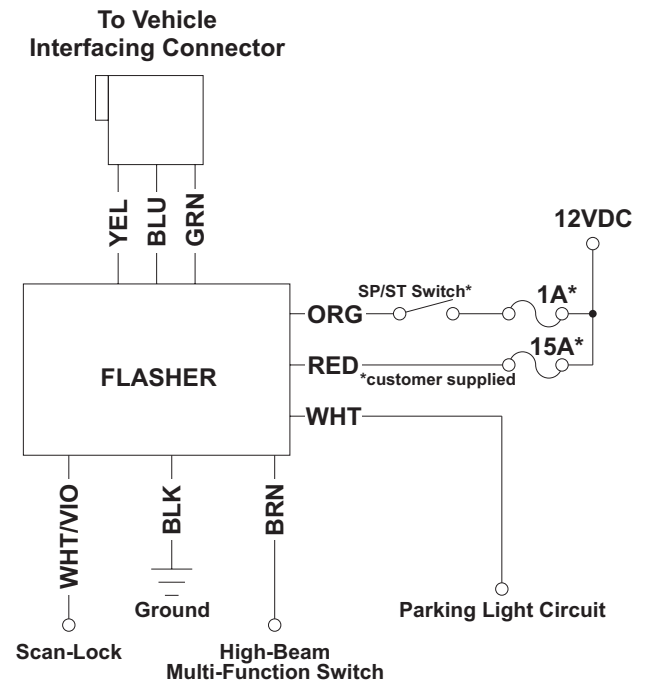 To Vehicle
Interfacing Connector
YEL
BLU
GRN
12VDC
SP/ST Switch*
1A*
ORG
15A*
FLASHER
RED
*customer supplied
WHT
WHT/VIO
BLK
BRN
Ground
Parking Light Circuit
Scan-Lock
High-Beam
Multi-Function Switch